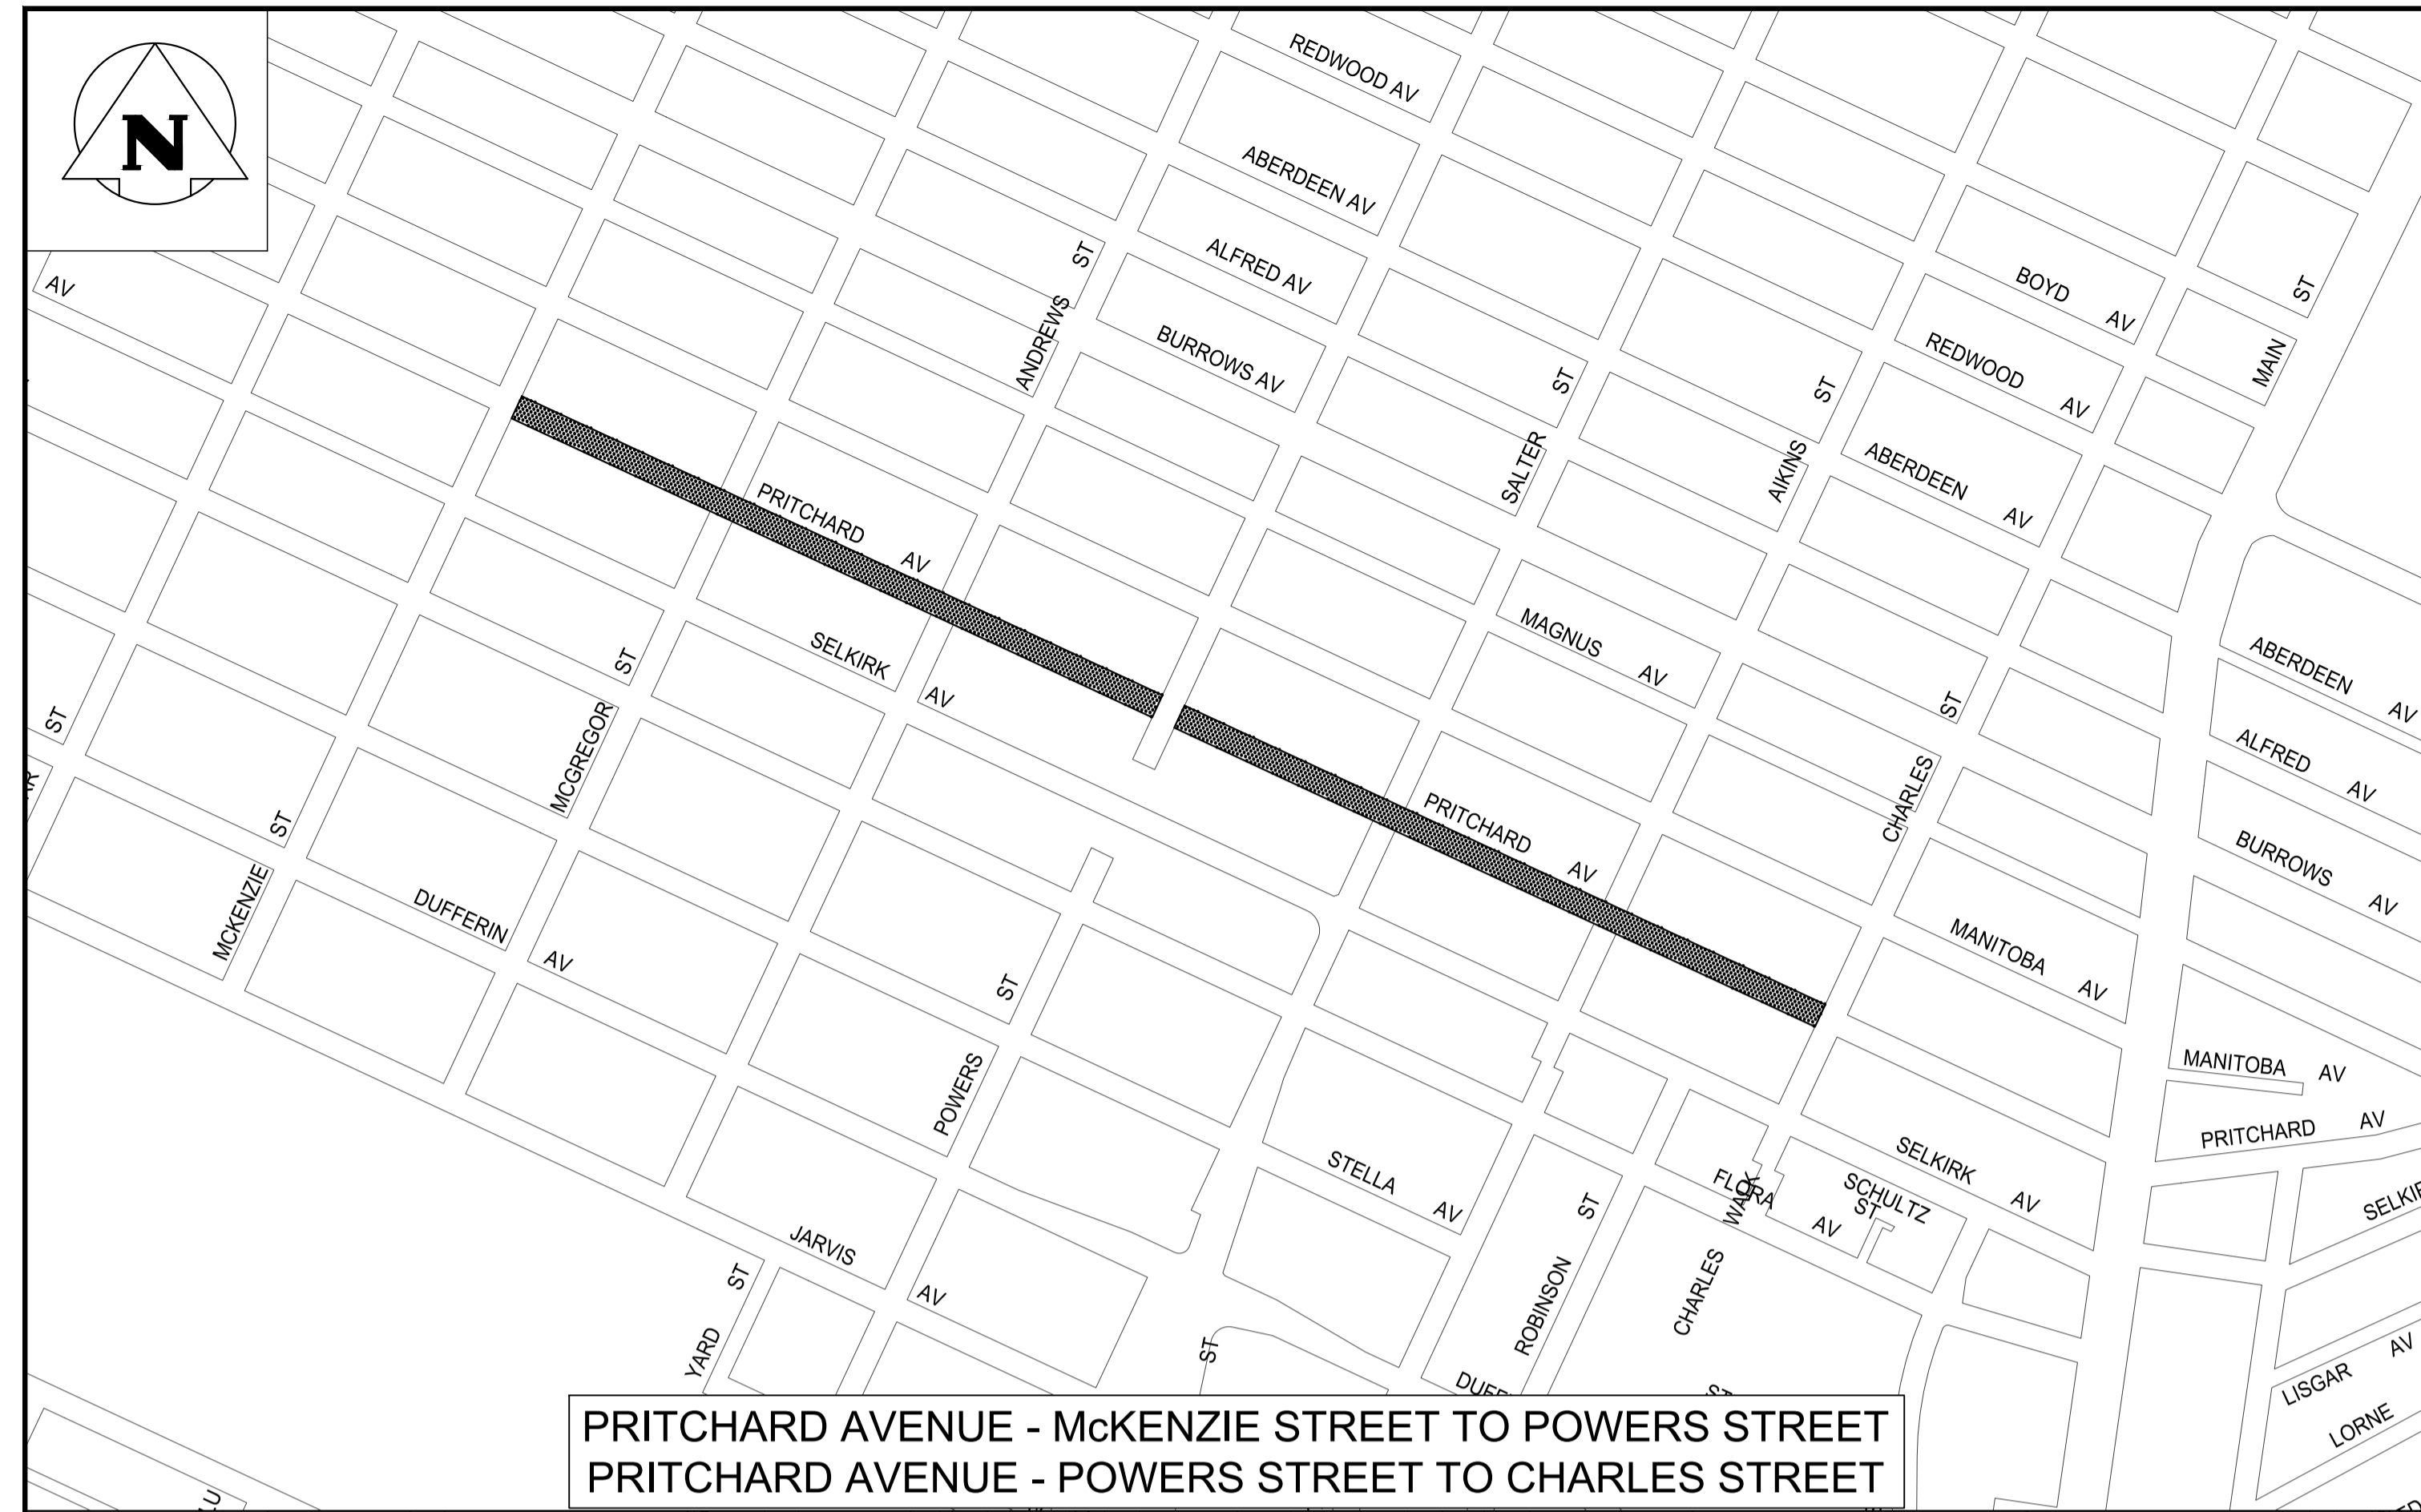 N
REDWOOD AV
ABERDEEN AV
ALFRED AV
BURROWS AV
AV
ANDREWS ST
BOYD AV
MAIN ST
REDWOOD AV
ABERDEEN AV
SALTER ST
AIKINS ST
PRITCHARD AV
SELKIRK AV
MAGNUS AV
ABERDEEN AV
ALFRED AV
BURROWS AV
CHARLES ST
MCGREGOR ST
ST
MCKENZIE ST
DUFFERIN AV
PRITCHARD AV
MANITOBA AV
MANITOBA AV
PRITCHARD AV
POWERS ST
STELLA AV
SELKIRK AV
FLORA AV
SCHULTZ ST
CHARLES WALK
ROBINSON ST
JARVIS AV
YARD ST
ST
LISGAR AV
LORNE
PRITCHARD AVENUE - McKENZIE STREET TO POWERS STREET
PRITCHARD AVENUE - POWERS STREET TO CHARLES STREET